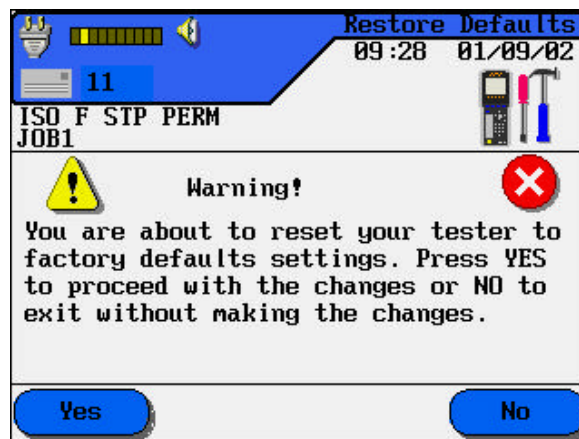 Restore Defaults
09:28 01/09/02
11
ISO F STP PERM
JOB1
Warning!
You are about to reset your tester to
factory defaults settings. Press YES
to proceed with the changes or NO to
exit without making the changes.
Yes No